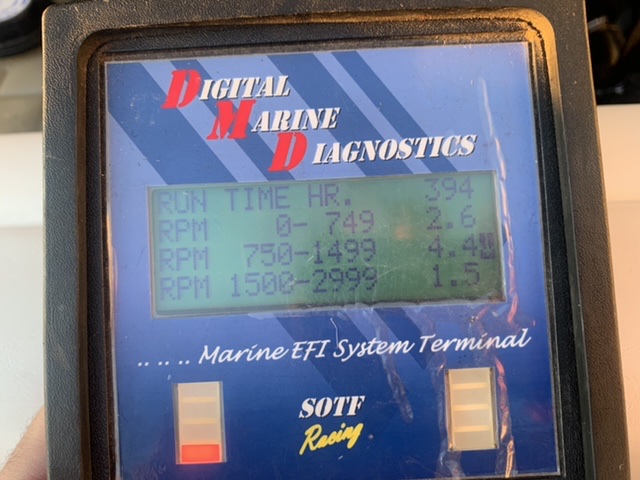 DIGITAL
MARINE
DIAGNOSTICS
RUN TIME HR. 394
RPM 0- 749 2.6
RPM 750-1499 4.4
RPM 1500-2999 1.5
.. .. .. Marine EFI System Terminal
SOTF
Racing